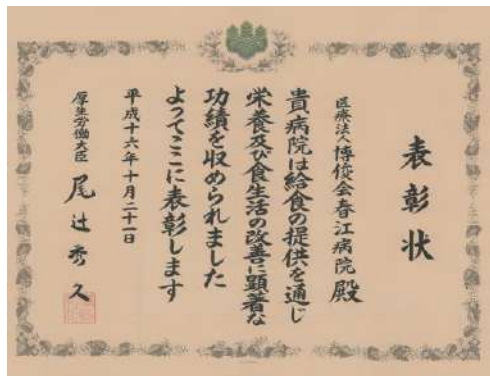 表彰状
医療法人博俊会春江病院殿
貴病院は給食の提供を通じ
栄養及び食生活の改善に顕著な
功績を収められました
よってここに表彰します
平成十六年十月二十一日
厚生労働大臣 尾辻秀久